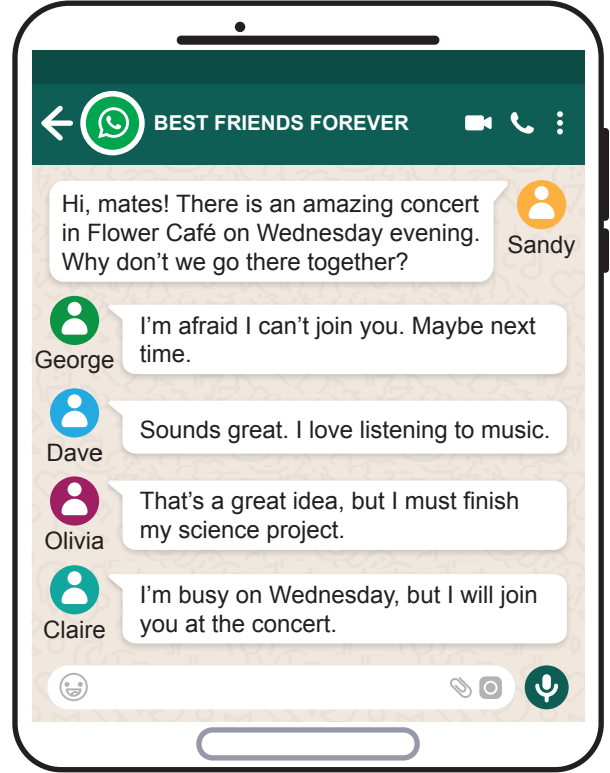 BEST FRIENDS FOREVER
Hi, mates! There is an amazing concert
in Flower Café on Wednesday evening.
Why don't we go there together?
Sandy
George
I'm afraid I can't join you. Maybe next
time.
Dave
Sounds great. I love listening to music.
Olivia
That's a great idea, but I must finish
my science project.
Claire
I'm busy on Wednesday, but I will join
you at the concert.